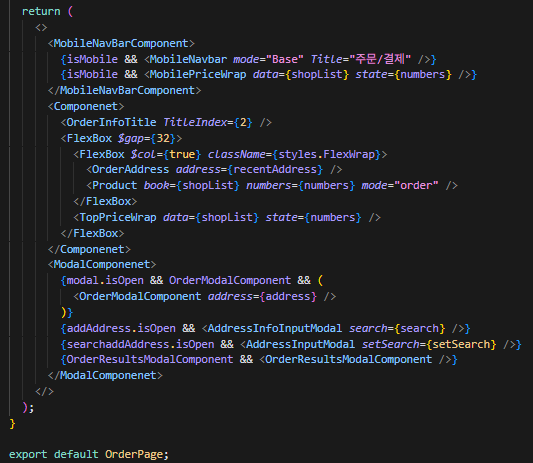 return (
<>
<MobileNavBarComponent>
{isMobile && <MobileNavbar mode="Base" Title="주문/결제" />}
{isMobile && <MobilePriceWrap data={shopList} state={numbers} />}
</MobileNavBarComponent>
<Componenet>
<OrderInfoTitle TitleIndex={2} />
<FlexBox $gap={32}>
<FlexBox $col={true} className={styles.FlexWrap}>
<OrderAddress address={recentAddress} />
<Product book={shopList} numbers={numbers} mode="order" />
</FlexBox>
<TopPriceWrap data={shopList} state={numbers} />
</FlexBox>
</Componenet>
<ModalComponenet>
{modal.isOpen && OrderModalComponent && (
<OrderModalComponent address={address} />
)}
{addAddress.isOpen && <AddressInfoInputModal search={search} />}
{searchaddAddress.isOpen && <AddressInputModal setSearch={setSearch} />}
{OrderResultsModalComponent && <OrderResultsModalComponent />}
</ModalComponenet>
</>
);
}
export default OrderPage;